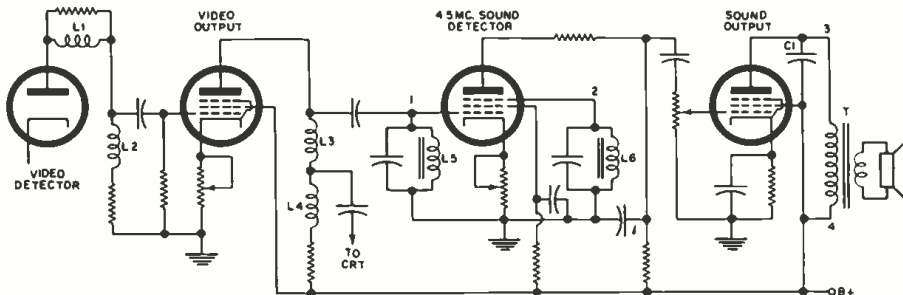 L1
VIDEO OUTPUT
4.5MC. SOUND DETECTOR
SOUND OUTPUT
C1
3
1
2
T
L2
L3
L5
L6
VIDEO DETECTOR
L4
4
TO CRT
B+